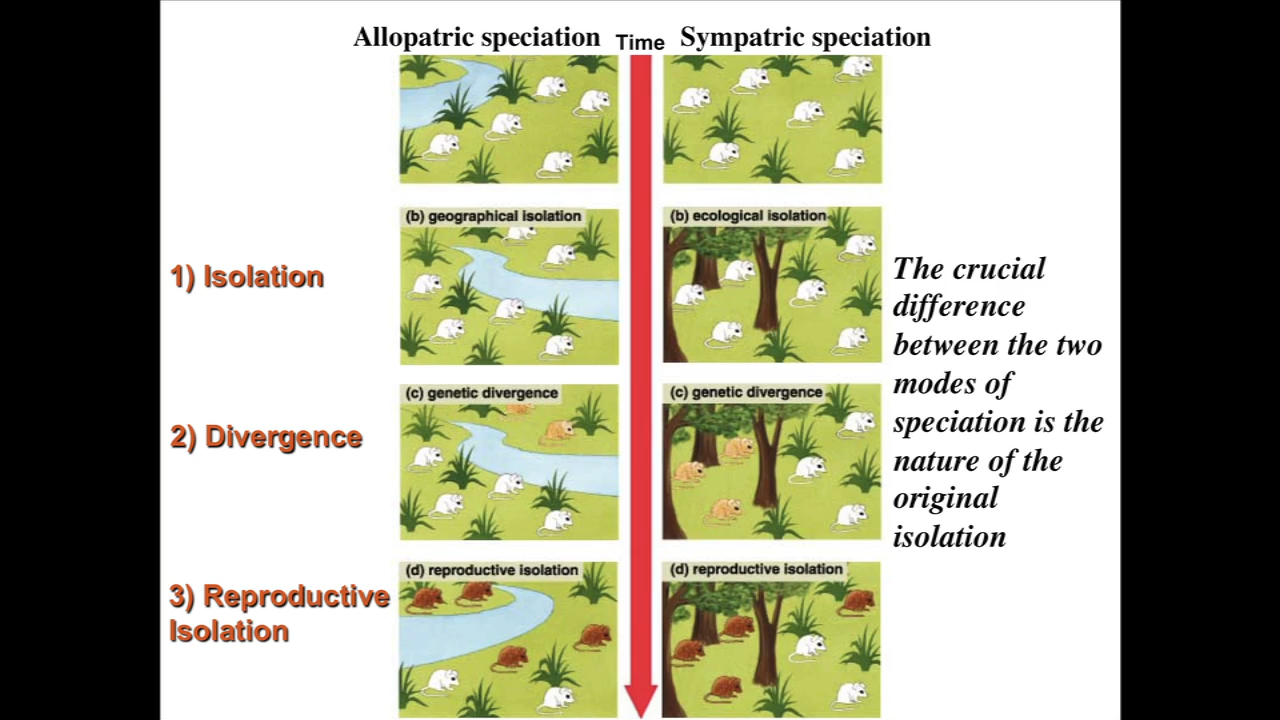 Allopatric speciation Time Sympatric speciation
(b) geographical isolation
(b) ecological isolation
1) Isolation
The crucial
difference
between the two
modes of
speciation is the
nature of the
original
isolation
(c) genetic divergence
(c) genetic divergence
2) Divergence
(d) reproductive isolation
(d) reproductive isolation
3) Reproductive
Isolation